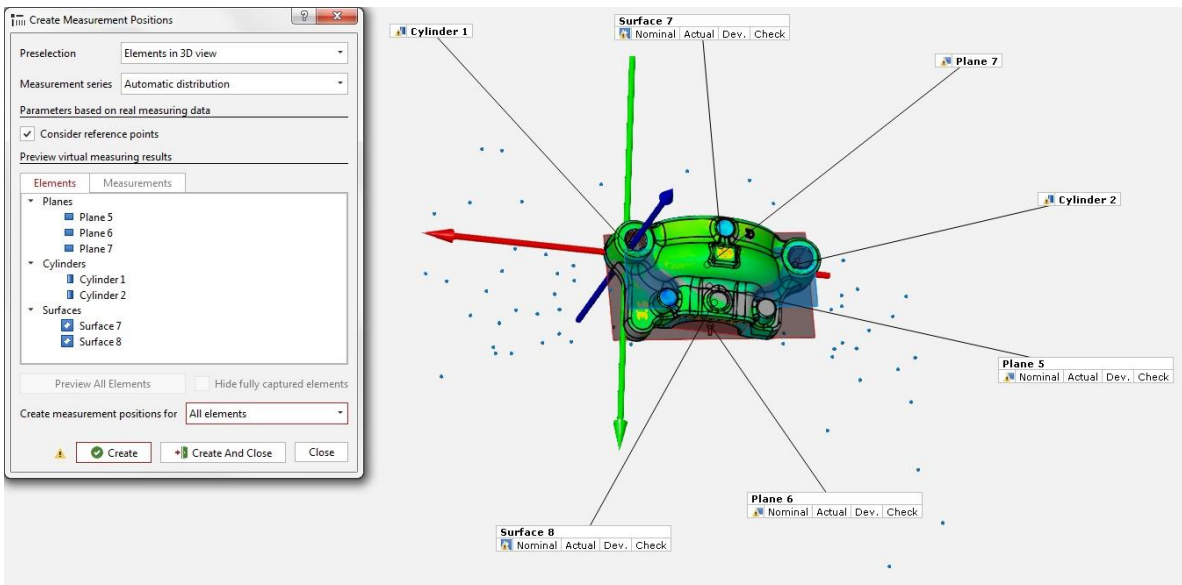 Create Measurement Positions
Preselection Elements in 3D view
Measurement series Automatic distribution
Parameters based on real measuring data
Consider reference points
Preview virtual measuring results
Elements Measurements
Planes
Plane 5
Plane 6
Plane 7
Cylinders
Cylinder 1
Cylinder 2
Surfaces
Surface 7
Surface 8
Preview All Elements Hide fully captured elements
Create measurement positions for All elements
Create Create And Close Close
Cylinder 1
Surface 7
Nominal Actual Dev. Check
Plane 7
Cylinder 2
Plane 5
Nominal Actual Dev. Check
Plane 6
Nominal Actual Dev. Check
Surface 8
Nominal Actual Dev. Check